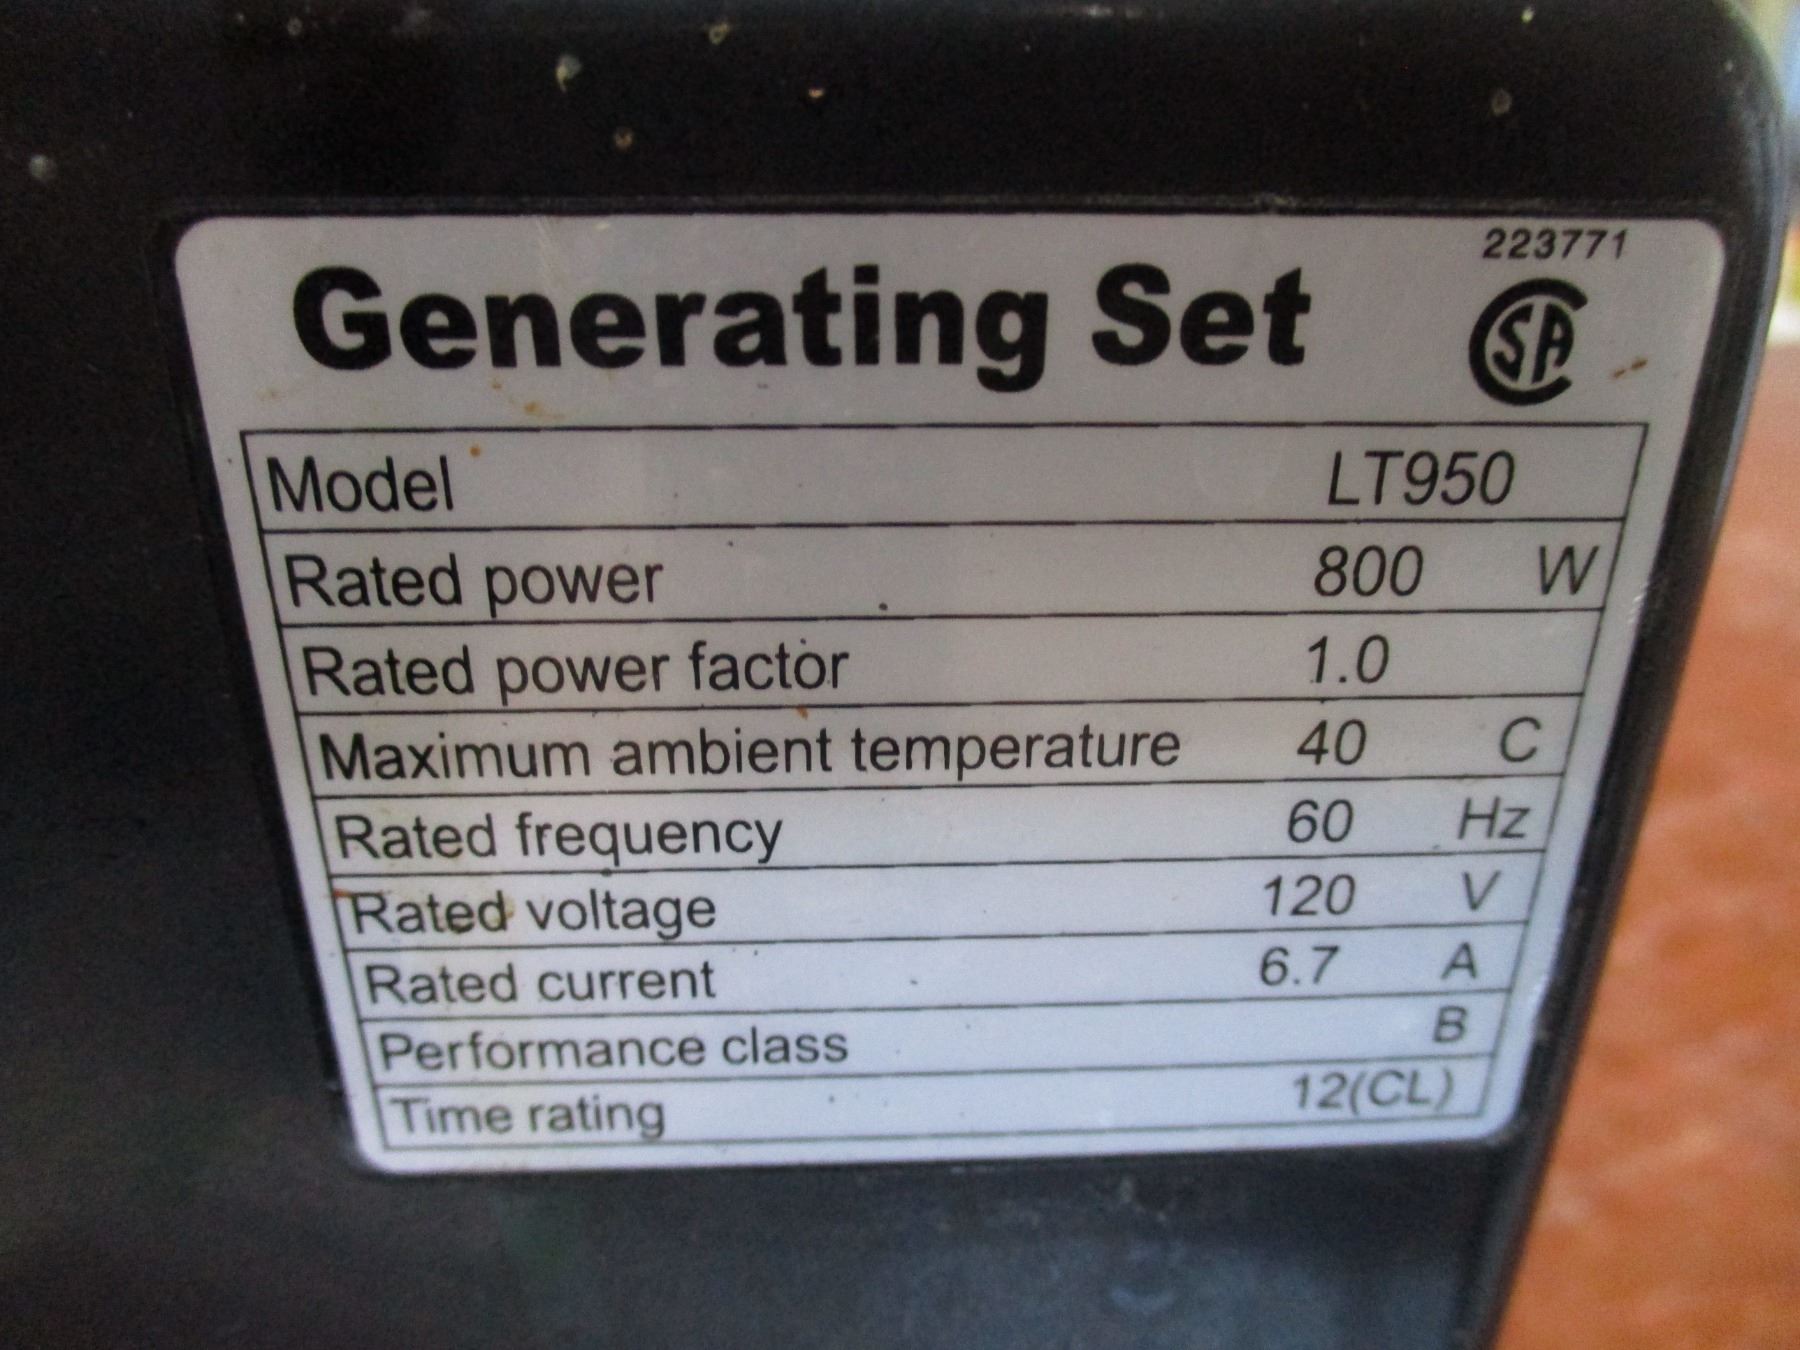 223771
Generating Set
CSA
Model LT950
Rated power 800 W
Rated power factor 1.0
Maximum ambient temperature 40 C
Rated frequency 60 Hz
Rated voltage 120 V
Rated current 6.7 A
Performance class B
Time rating 12(CL)